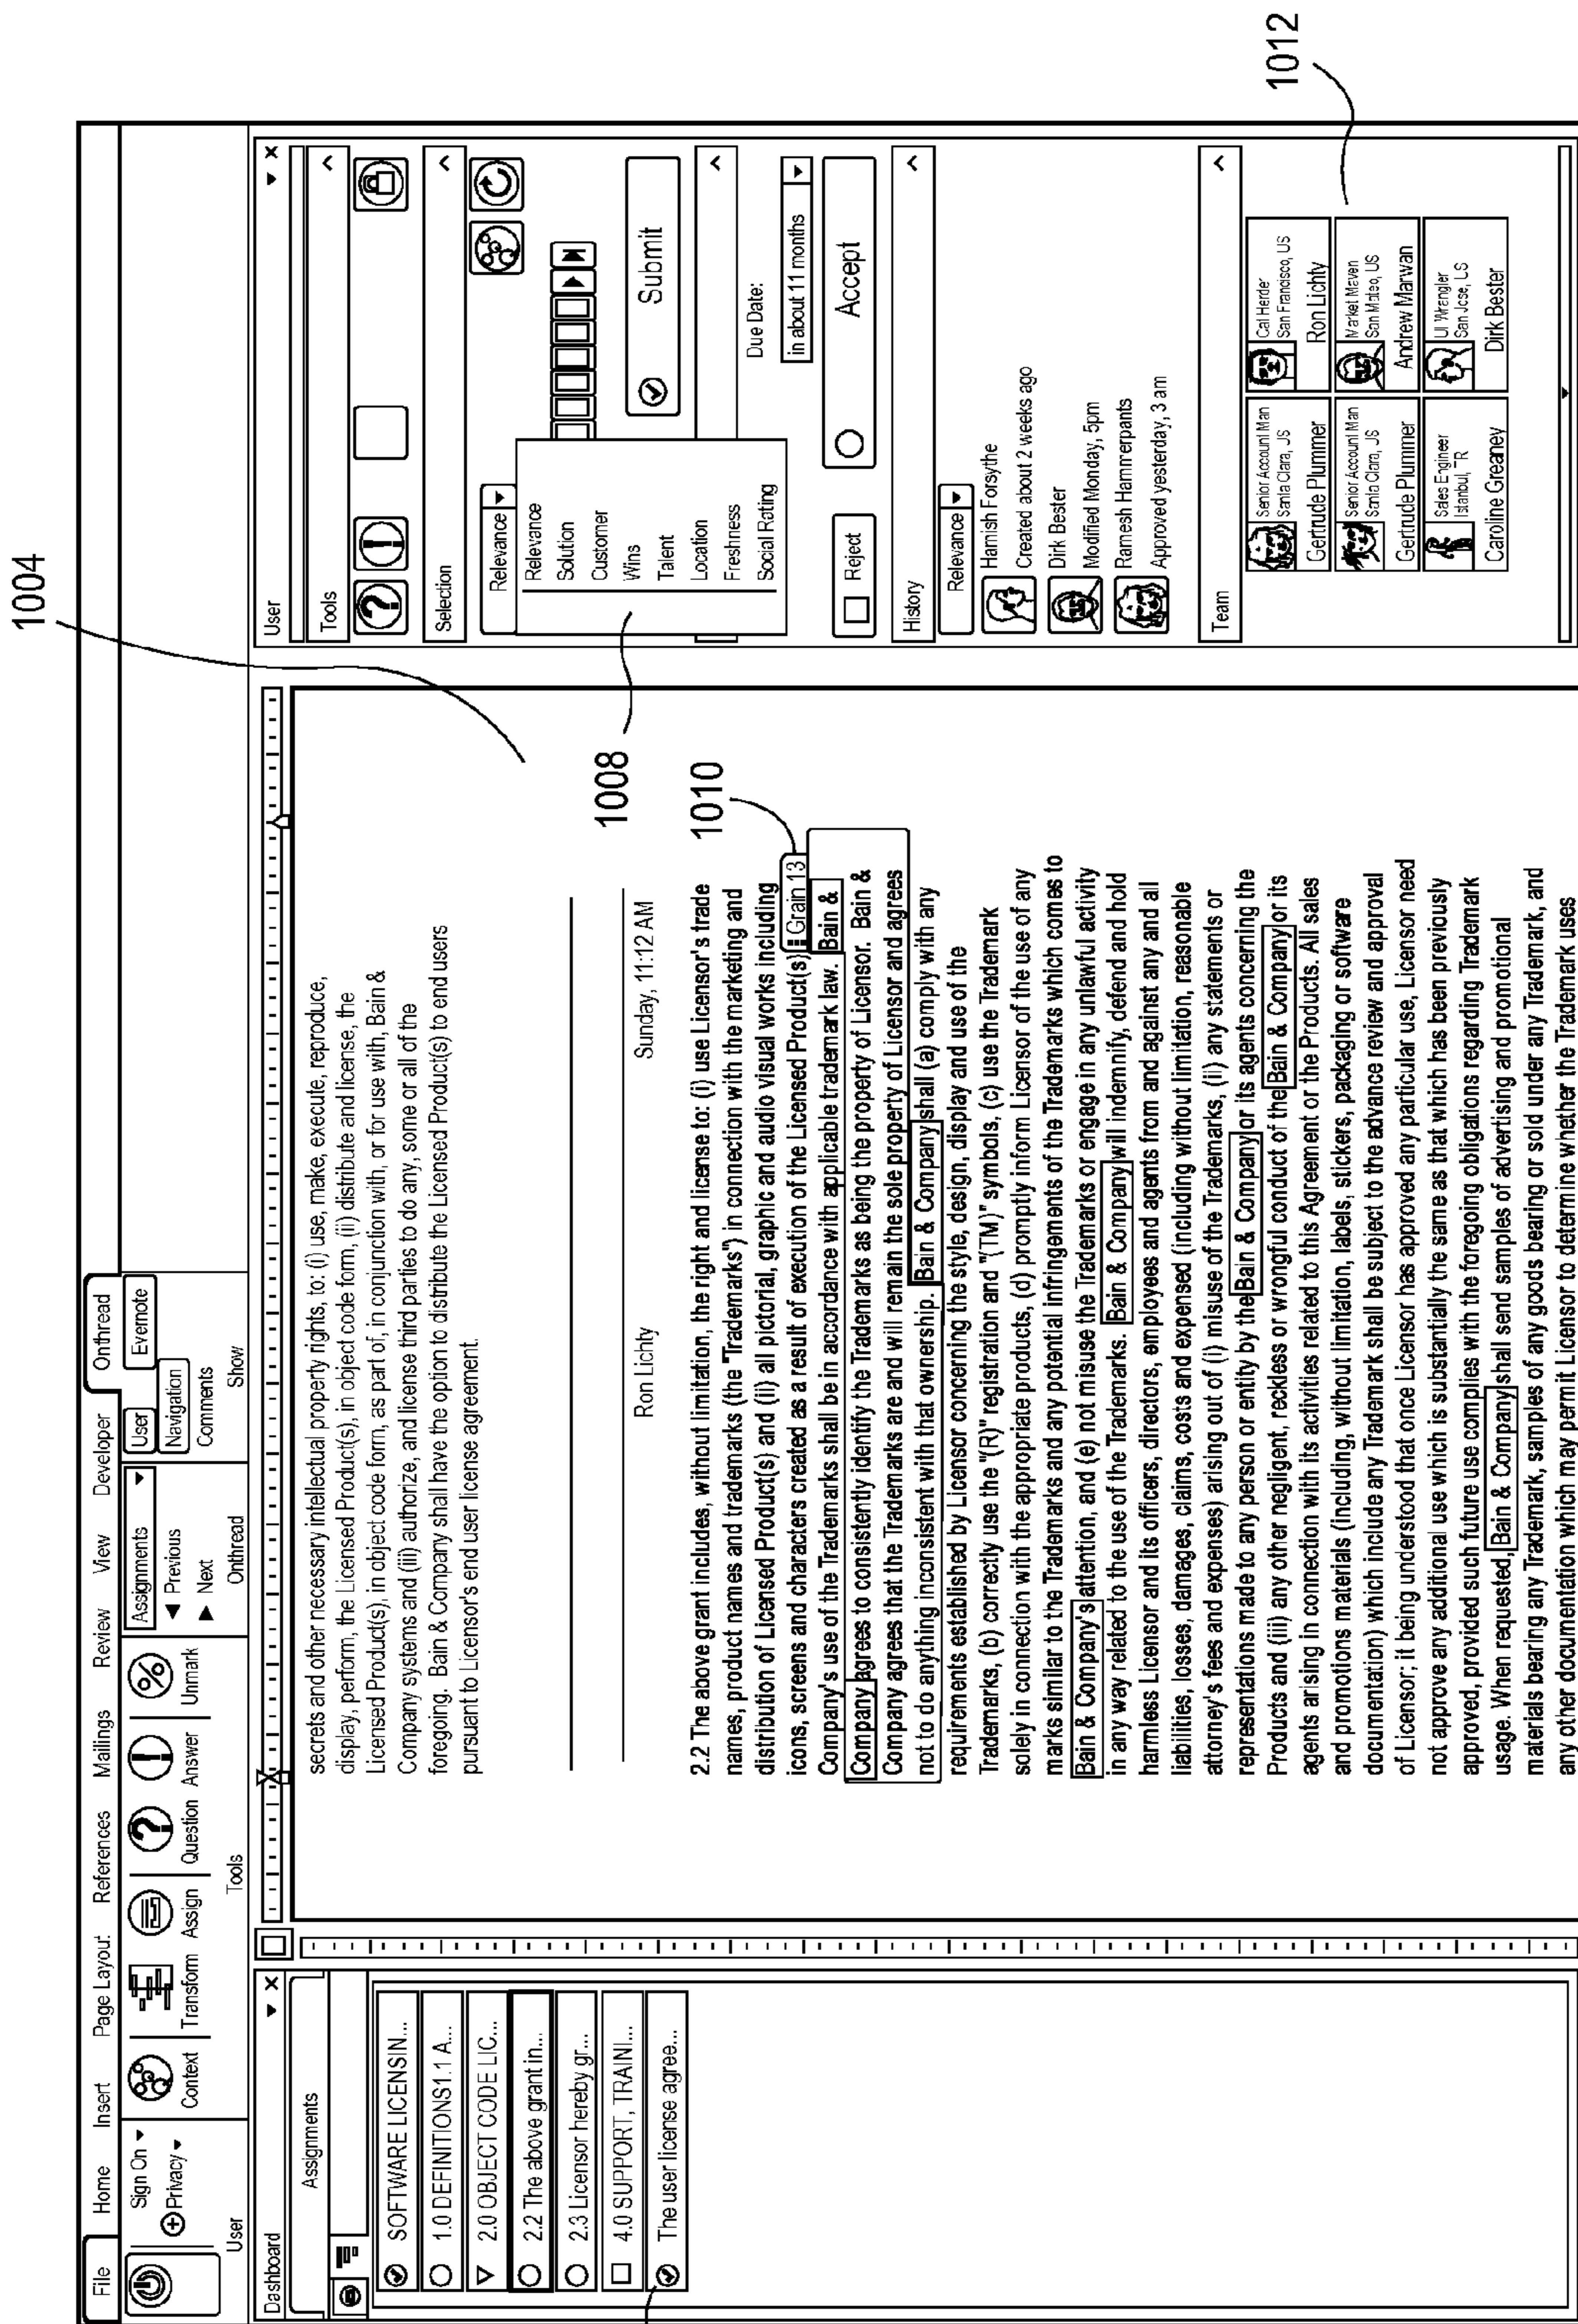 1004
File Home Insert Page Layout References Mailings Review View Developer Onthread
Sign On
Privacy
User
Context Transform Assign Question Answer Unmark
Tools
Assignments
Previous
Next
Onthread
User
Navigation
Comments
Evernote
Show
Dashboard
Assignments
SOFTWARE LICENSIN...
1.0 DEFINITIONS1.1 A...
2.0 OBJECT CODE LIC...
2.2 The above grant in...
2.3 Licensor hereby gr...
4.0 SUPPORT, TRAINI...
The user license agree...
secrets and other necessary intellectual property rights, to: (i) use, make, execute, reproduce,
display, perform, the Licensed Product(s), in object code form, (ii) distribute and license, the
Licensed Product(s), in object code form, as part of, in conjunction with, or for use with, Bain &
Company systems and (iii) authorize, and license third parties to do any, some or all of the
foregoing. Bain & Company shall have the option to distribute the Licensed Product(s) to end users
pursuant to Licensor's end user license agreement.
Ron Lichty Sunday, 11:12 AM
1008
1010
2.2 The above grant includes, without limitation, the right and license to: (i) use Licensor's trade
names, product names and trademarks (the "Trademarks") in connection with the marketing and
distribution of Licensed Product(s) and (ii) all pictorial, graphic and audio visual works including
icons, screens and characters created as a result of execution of the Licensed Product(s) Grain 13
Company's use of the Trademarks shall be in accordance with applicable trademark law. Bain &
Company agrees to consistently identify the Trademarks as being the property of Licensor. Bain &
Company agrees that the Trademarks are and will remain the sole property of Licensor and agrees
not to do anything inconsistent with that ownership. Bain & Company shall (a) comply with any
requirements established by Licensor concerning the style, design, display and use of the
Trademarks, (b) correctly use the "(R)" registration and "(TM)" symbols, (c) use the Trademark
solely in connection with the appropriate products, (d) promptly inform Licensor of the use of any
marks similar to the Trademarks and any potential infringements of the Trademarks which comes to
Bain & Company's attention, and (e) not misuse the Trademarks or engage in any unlawful activity
in any way related to the use of the Trademarks. Bain & Company will indemnify, defend and hold
harmless Licensor and its officers, directors, employees and agents from and against any and all
liabilities, losses, damages, claims, costs and expensed (including without limitation, reasonable
attorney's fees and expenses) arising out of (i) misuse of the Trademarks, (ii) any statements or
representations made to any person or entity by the Bain & Company or its agents concerning the
Products and (iii) any other negligent, reckless or wrongful conduct of the Bain & Company or its
agents arising in connection with its activities related to this Agreement or the Products. All sales
and promotions materials (including, without limitation, labels, stickers, packaging or software
documentation) which include any Trademark shall be subject to the advance review and approval
of Licensor; it being understood that once Licensor has approved any particular use, Licensor need
not approve any additional use which is substantially the same as that which has been previously
approved, provided such future use complies with the foregoing obligations regarding Trademark
usage. When requested, Bain & Company shall send samples of advertising and promotional
materials bearing any Trademark, samples of any goods bearing or sold under any Trademark, and
any other documentation which may permit Licensor to determine whether the Trademark uses
User
Tools
Selection
Relevance
Relevance
Solution
Customer
Wins
Talent
Location
Freshness
Social Rating
Submit
Due Date:
in about 11 months
Reject
Accept
History
Relevance
Hamish Forsythe
Created about 2 weeks ago
Dirk Bester
Modified Monday, 5pm
Ramesh Hammerpants
Approved yesterday, 3 am
Team
Senior Account Man
Santa Clara, US
Gertrude Plummer
Cat Herder
San Francisco, US
Ron Lichty
Senior Account Man
Santa Clara, US
Gertrude Plummer
Market Maven
San Mateo, US
Andrew Marwan
Sales Engineer
Istanbul, TR
Caroline Greaney
UI Wrangler
San Jose, US
Dirk Bester
1012